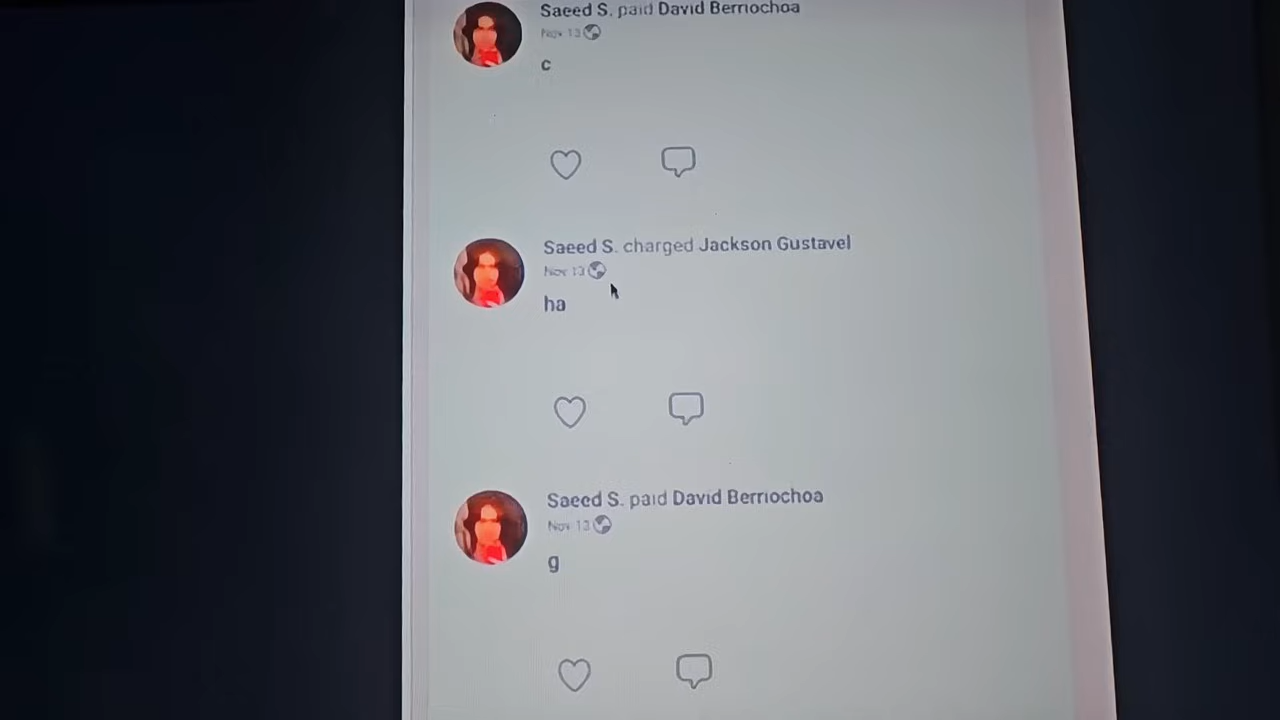 Saeed S. paid David Berriochoa
Nov 13
c
Saeed S. charged Jackson Gustavel
Nov 13
ha
Saeed S. paid David Berriochoa
Nov 13
g